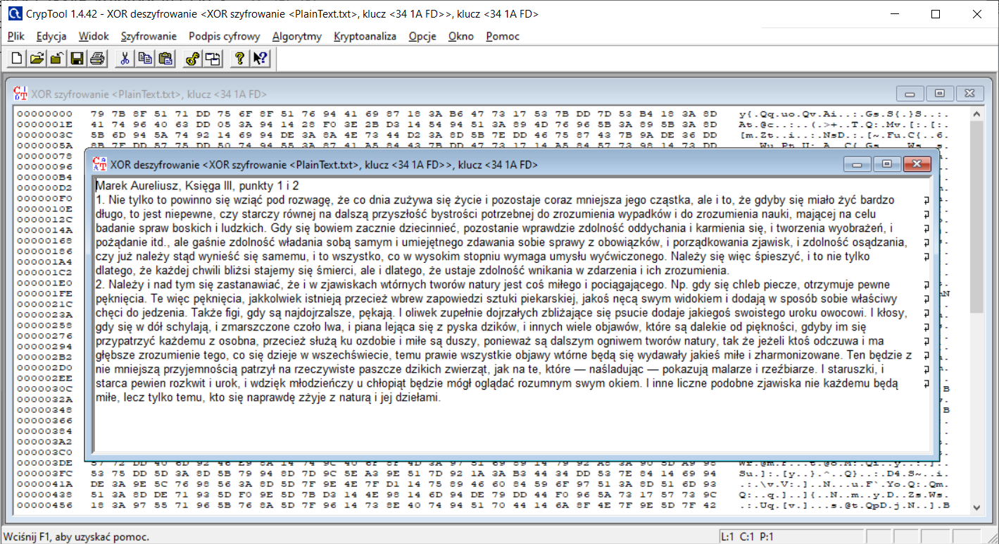 CrypTool 1.4.42 - XOR deszyfrowanie <XOR szyfrowanie <PlainText.txt>, klucz <34 1A FD>>, klucz <34 1A FD>
Plik Edycja Widok Szyfrowanie Podpis cyfrowy Algorytmy Kryptoanaliza Opcje Okno Pomoc
XOR szyfrowanie <PlainText.txt>, klucz <34 1A FD>
00000000 79 7B 8F 51 71 DD 75 6F 8F 51 76 94 41 69 87 18 3A B6 47 73 17 53 7B DD 7D 53 B4 18 3A 8D y{.Qq.uo.Qv.Ai..:.Gs.S{.}S..:.
0000001E 41 74 96 40 63 DD 05 3A 94 14 28 F0 3E 2B D3 14 54 94 51 3A 89 4D 76 96 5B 3A 89 5B 3A 8D At.@c..:..(.>+..T.Q:.Mv.[:.[:.
0000003C 5B 6D 94 5A 74 92 14 69 94 DE 3A 8A 4E 73 44 D2 3A 8D 5B 7E DD 46 75 87 43 7B 9A DE 36 DD [m.Zt..i..:.NsD.:.[~.Fu.C{..6.
0000005A
00000078
00000096
000000B4
000000D2
000000F0
0000010E
0000012C
0000014A
00000168
00000186
000001A4
000001C2
000001E0
000001FE
0000021C
0000023A
00000258
00000276
00000294
000002B2
000002D0
000002EE
0000030C
0000032A
00000348
00000366
00000384
000003A2
000003C0
000003DE
000003FC 53 75 DD 5D 3A 8D 5B 79 94 8D 7D 9C 5E A3 9E 51 7D 92 1A 3A B3 44 34 DD 53 7E 84 14 69 94 Su.]:.[y..}.^..Q}..:.D4.S~..i.
0000041A DE 3A 9E 5C 76 98 56 3A 8D 5D 7F 9E 4E 7F D1 14 75 89 46 60 84 59 6F 97 51 3A 8D 51 6D 93 .:.\v.V:.]..N...u.F`.Yo.Q:.Qm.
00000438 51 3A 8D DE 71 93 5D F0 9E 5D 7B D3 14 4E 98 14 6D 94 DE 79 DD 44 F0 96 5A 73 17 57 73 9C Q:..q.]..]{..N..m..y.D..Zs.Ws.
00000456 18 3A 97 55 71 96 5B 76 8A 5D 7F 96 14 73 8E 40 74 94 51 70 44 14 6A 8F 4E 7F 9E 5D 7F 42 .:.Uq.[v.]...s.@t.QpD.j.N..].B
XOR deszyfrowanie <XOR szyfrowanie <PlainText.txt>, klucz <34 1A FD>>, klucz <34 1A FD>
Marek Aureliusz, Księga III, punkty 1 i 2
1. Nie tylko to powinno się wziąć pod rozwagę, że co dnia zużywa się życie i pozostaje coraz mniejsza jego cząstka, ale i to, że gdyby się miało żyć bardzo
długo, to jest niepewne, czy starczy równej na dalszą przyszłość bystrości potrzebnej do zrozumienia wypadków i do zrozumienia nauki, mającej na celu
badanie spraw boskich i ludzkich. Gdy się bowiem zacznie dziecinnieć, pozostanie wprawdzie zdolność oddychania i karmienia się, i tworzenia wyobrażeń, i
pożądanie itd., ale gaśnie zdolność władania sobą samym i umiejętnego zdawania sobie sprawy z obowiązków, i porządkowania zjawisk, i zdolność osądzania,
czy już należy stąd wynieść się samemu, i to wszystko, co w wysokim stopniu wymaga umysłu wyćwiczonego. Należy się więc śpieszyć, i to nie tylko
dlatego, że każdej chwili bliżsi stajemy się śmierci, ale i dlatego, że ustaje zdolność wnikania w zdarzenia i ich zrozumienia.
2. Należy i nad tym się zastanawiać, że i w zjawiskach wtórnych tworów natury jest coś miłego i pociągającego. Np. gdy się chleb piecze, otrzymuje pewne
pęknięcia. Te więc pęknięcia, jakkolwiek istnieją przecież wbrew zapowiedzi sztuki piekarskiej, jakoś nęcą swym widokiem i dodają w sposób sobie właściwy
chęci do jedzenia. Także figi, gdy są najdojrzalsze, pękają. I oliwek zupełnie dojrzałych zbliżające się psucie dodaje jakiegoś swoistego uroku owocowi. I kłosy,
gdy się w dół schylają, i zmarszczone czoło lwa, i piana lejąca się z pyska dzików, i innych wiele objawów, które są dalekie od piękności, gdyby im się
przypatrzyć każdemu z osobna, przecież służą ku ozdobie i miłe są duszy, ponieważ są dalszym ogniwem tworów natury, tak że jeżeli ktoś odczuwa i ma
głębsze zrozumienie tego, co się dzieje w wszechświecie, temu prawie wszystkie objawy wtórne będą się wydawały jakieś miłe i zharmonizowane. Ten będzie z
nie mniejszą przyjemnością patrzył na rzeczywiste paszcze dzikich zwierząt, jak na te, które — naśladując — pokazują malarze i rzeźbiarze. I staruszki, i
starca pewien rozkwit i urok, i wdzięk młodzieńczy u chłopiąt będzie mógł oglądać rozumnym swym okiem. I inne liczne podobne zjawiska nie każdemu będą
miłe, lecz tylko temu, kto się naprawdę zżyje z naturą i jej dziełami.
Wciśnij F1, aby uzyskać pomoc.
L:1 C:1 P:1